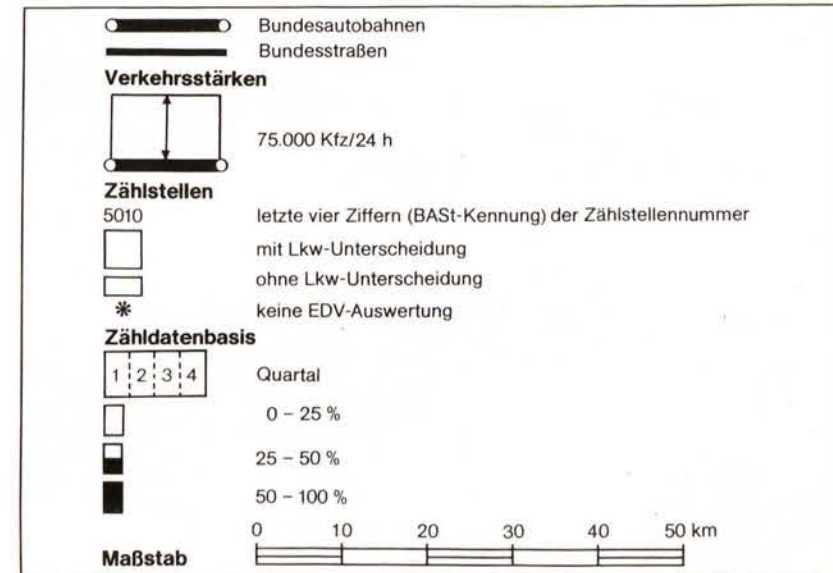 Bundesautobahnen
Bundesstraßen
Verkehrsstärken
75.000 Kfz/24 h
Zählstellen
5010 letzte vier Ziffern (BASt-Kennung) der Zählstellennummer
mit Lkw-Unterscheidung
ohne Lkw-Unterscheidung
* keine EDV-Auswertung
Zähldatenbasis
1 2 3 4 Quartal
0 – 25 %
25 – 50 %
50 – 100 %
0 10 20 30 40 50 km
Maßstab